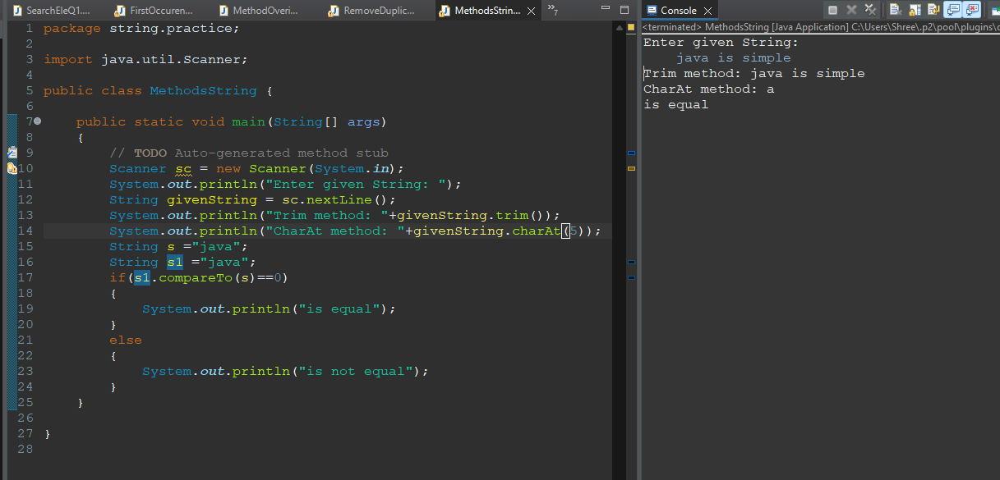 SearchEleQ1....
FirstOccuren...
MethodOveri...
RemoveDuplic...
MethodsStrin...
7
1 package string.practice;
2
3 import java.util.Scanner;
4
5 public class MethodsString {
6
7     public static void main(String[] args)
8     {
9         // TODO Auto-generated method stub
10         Scanner sc = new Scanner(System.in);
11         System.out.println("Enter given String: ");
12         String givenString = sc.nextLine();
13         System.out.println("Trim method: "+givenString.trim());
14         System.out.println("CharAt method: "+givenString.charAt(5));
15         String s ="java";
16         String s1 ="java";
17         if(s1.compareTo(s)==0)
18         {
19             System.out.println("is equal");
20         }
21         else
22         {
23             System.out.println("is not equal");
24         }
25     }
26
27 }
28
Console
<terminated> MethodsString [Java Application] C:\Users\Shree\.p2\pool\plugins\
Enter given String:
    java is simple
Trim method: java is simple
CharAt method: a
is equal